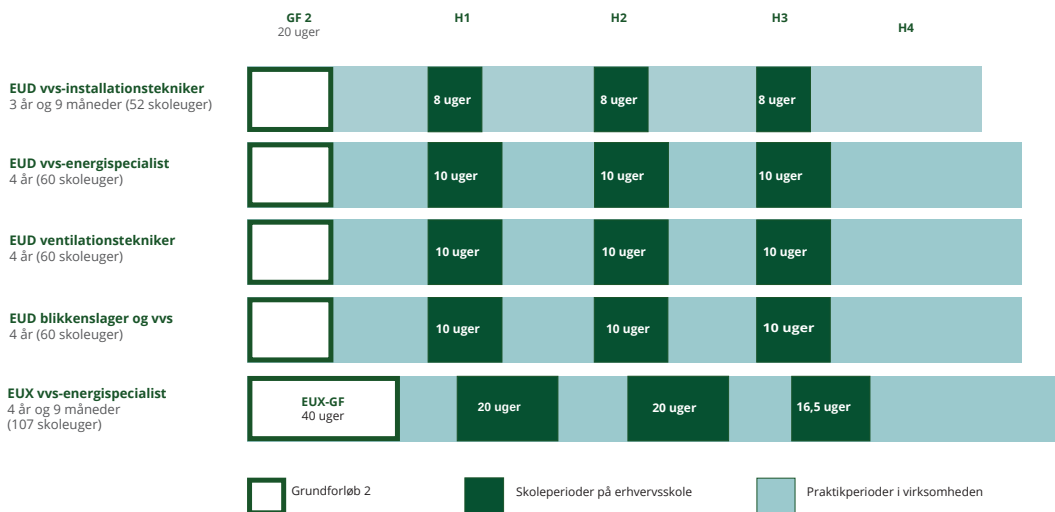 GF 2
20 uger
H1
H2
H3
H4
EUD vvs-installationstekniker
3 år og 9 måneder (52 skoleuger)
8 uger
8 uger
8 uger
EUD vvs-energispecialist
4 år (60 skoleuger)
10 uger
10 uger
10 uger
EUD ventilationstekniker
4 år (60 skoleuger)
10 uger
10 uger
10 uger
EUD blikkenslager og vvs
4 år (60 skoleuger)
10 uger
10 uger
10 uger
EUX vvs-energispecialist
4 år og 9 måneder
(107 skoleuger)
EUX-GF
40 uger
20 uger
20 uger
16,5 uger
Grundforløb 2
Skoleperioder på erhvervsskole
Praktikperioder i virksomheden